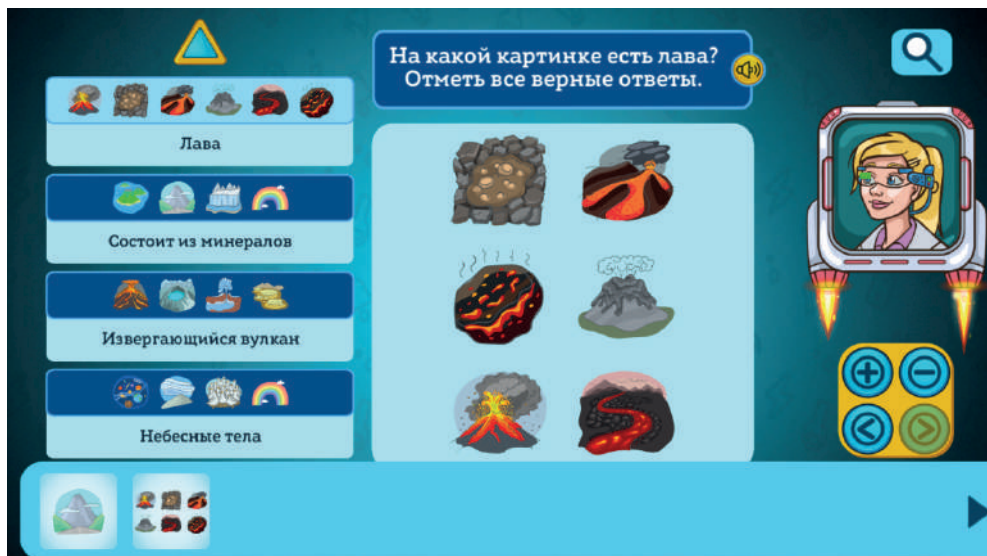 На какой картинке есть лава?
Отметь все верные ответы.
Лава
Состоит из минералов
Извергающийся вулкан
Небесные тела